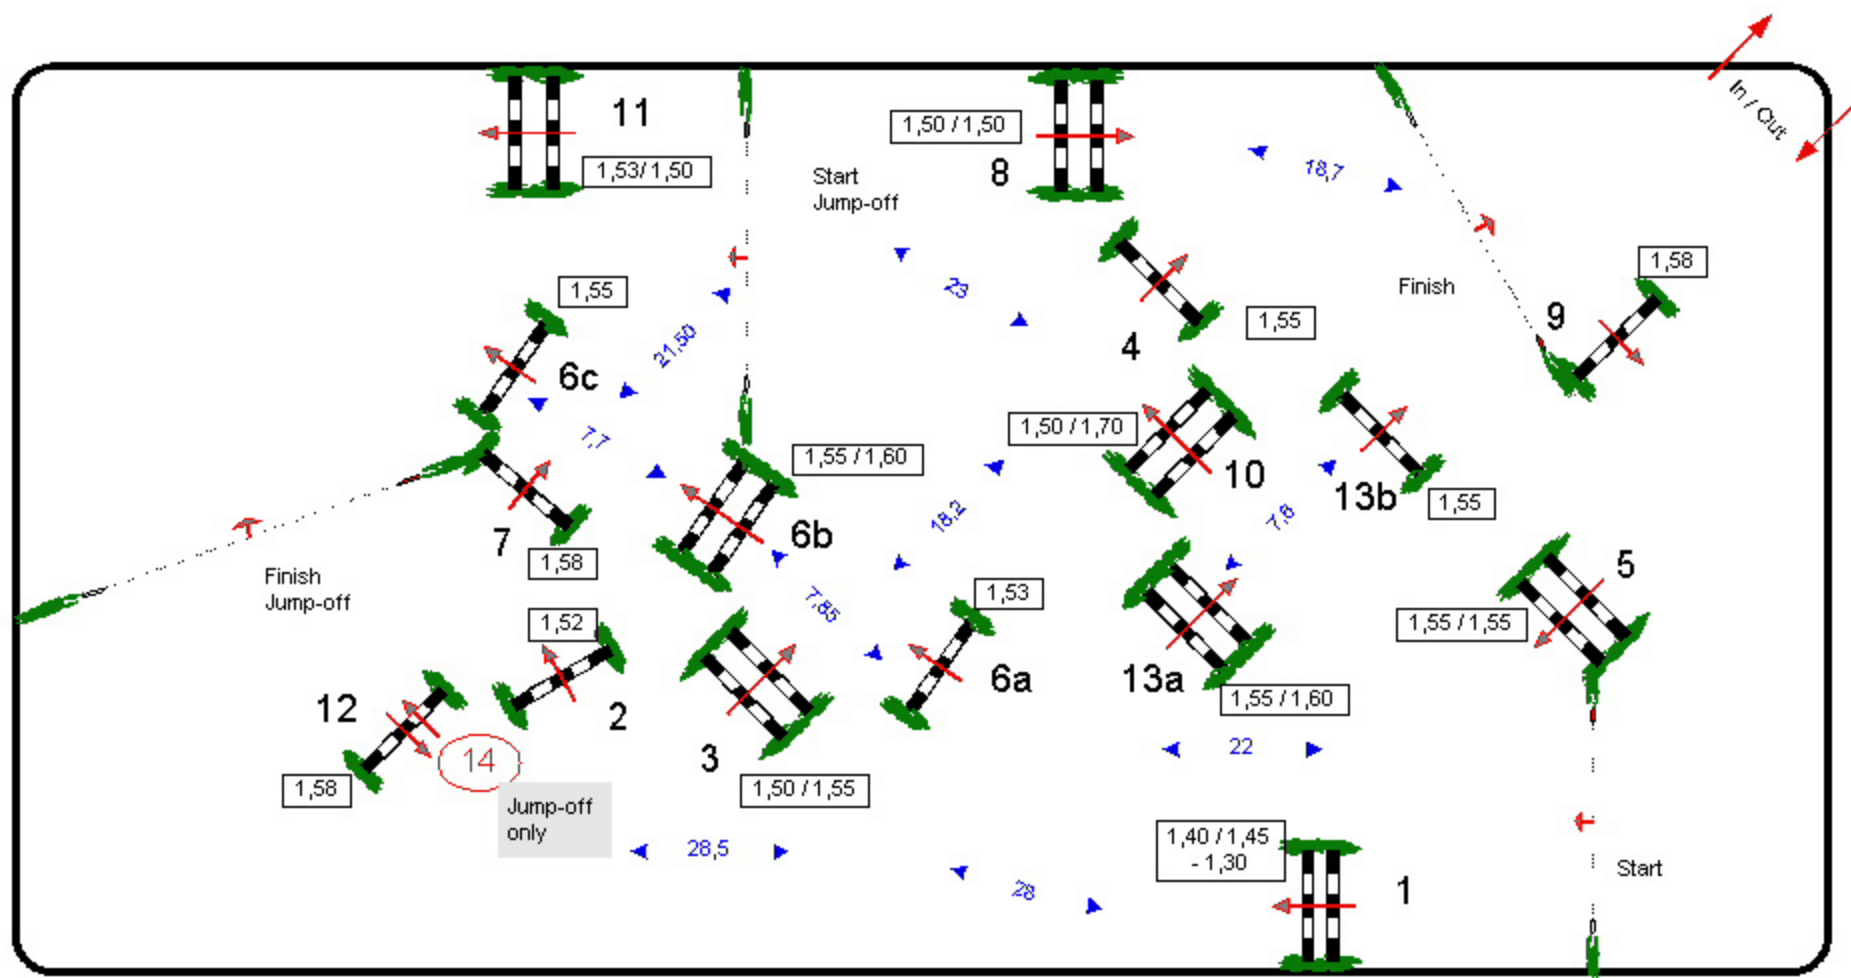 11
1,53/ 1,50
Start
Jump-off
1,50 / 1,50
8
18,7
In / Out
Finish
1,58
9
23
4
1,55
1,55
6c
21,50
7,7
1,50 / 1,70
10
13b
1,55
1,55 / 1,60
6b
18,2
7,6
7
1,58
Finish
Jump-off
7,85
1,53
6a
13a
1,55 / 1,60
5
1,55 / 1,55
1,52
2
12
14
1,58
3
1,50 / 1,55
Jump-off
only
22
28,5
28
1,40 / 1,45
- 1,30
1
Start